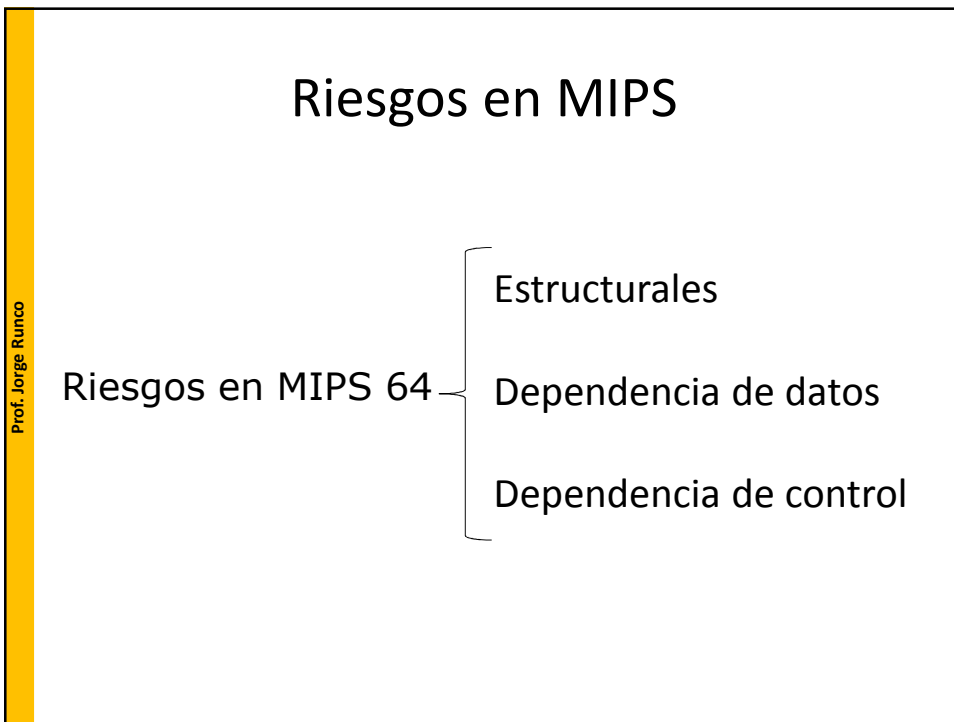 Riesgos en MIPS
Prof. Jorge Runco
Riesgos en MIPS 64
Estructurales
Dependencia de datos
Dependencia de control